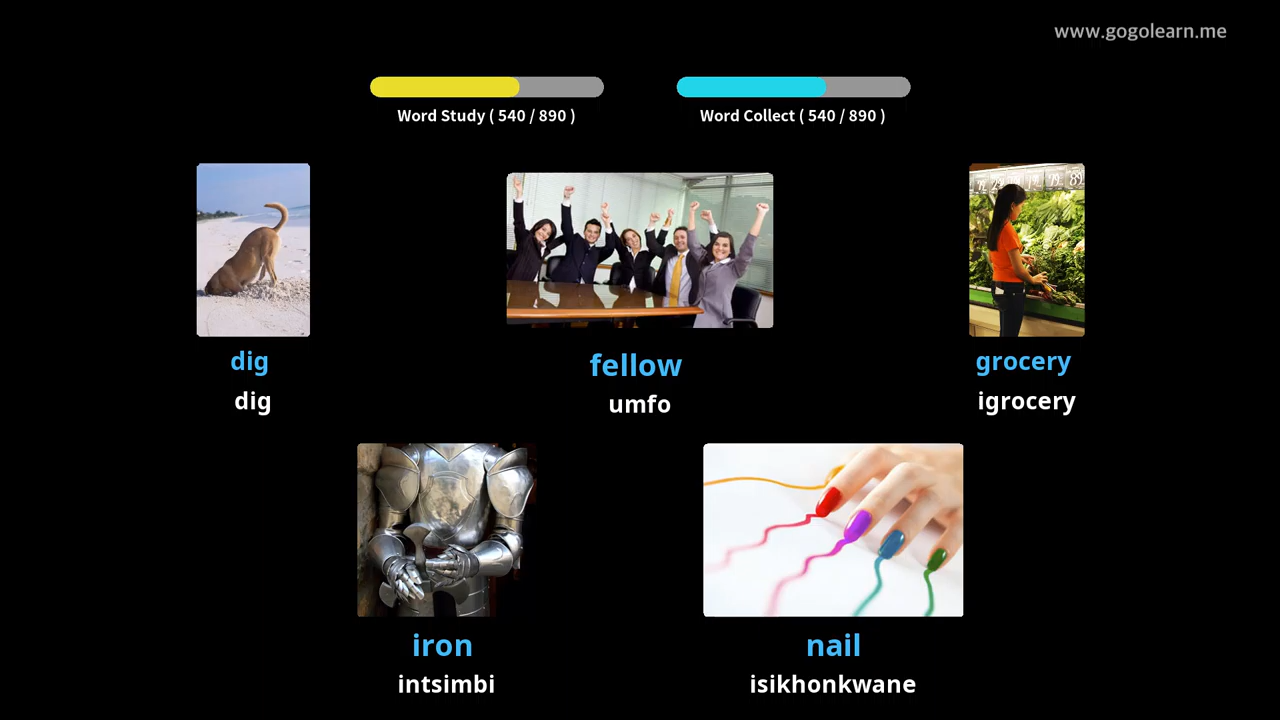 www.gogolearn.me
Word Study ( 540 / 890 )
Word Collect ( 540 / 890 )
dig
dig
fellow
umfo
grocery
igrocery
iron
intsimbi
nail
isikhonkwane